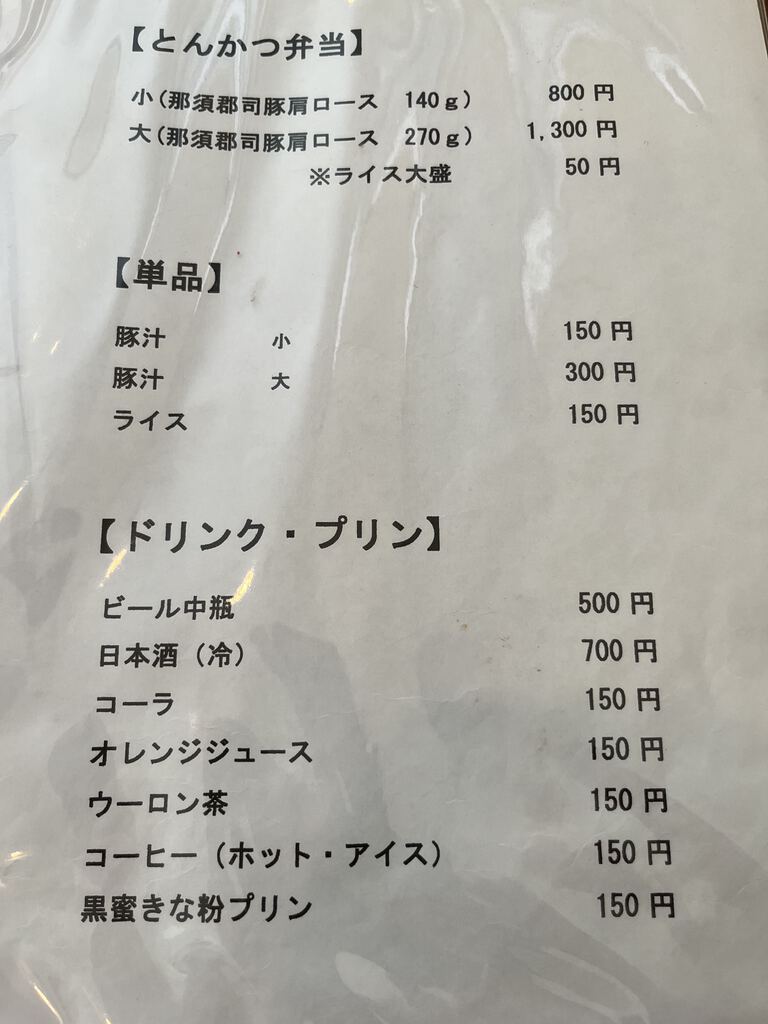 【とんかつ弁当】
小(那須郡司豚肩ロース 140ｇ) 800 円
大(那須郡司豚肩ロース 270ｇ) 1,300 円
※ライス大盛 50 円
【単品】
豚汁 小 150 円
豚汁 大 300 円
ライス 150 円
【ドリンク・プリン】
ビール中瓶 500 円
日本酒（冷） 700 円
コーラ 150 円
オレンジジュース 150 円
ウーロン茶 150 円
コーヒー（ホット・アイス） 150 円
黒蜜きな粉プリン 150 円